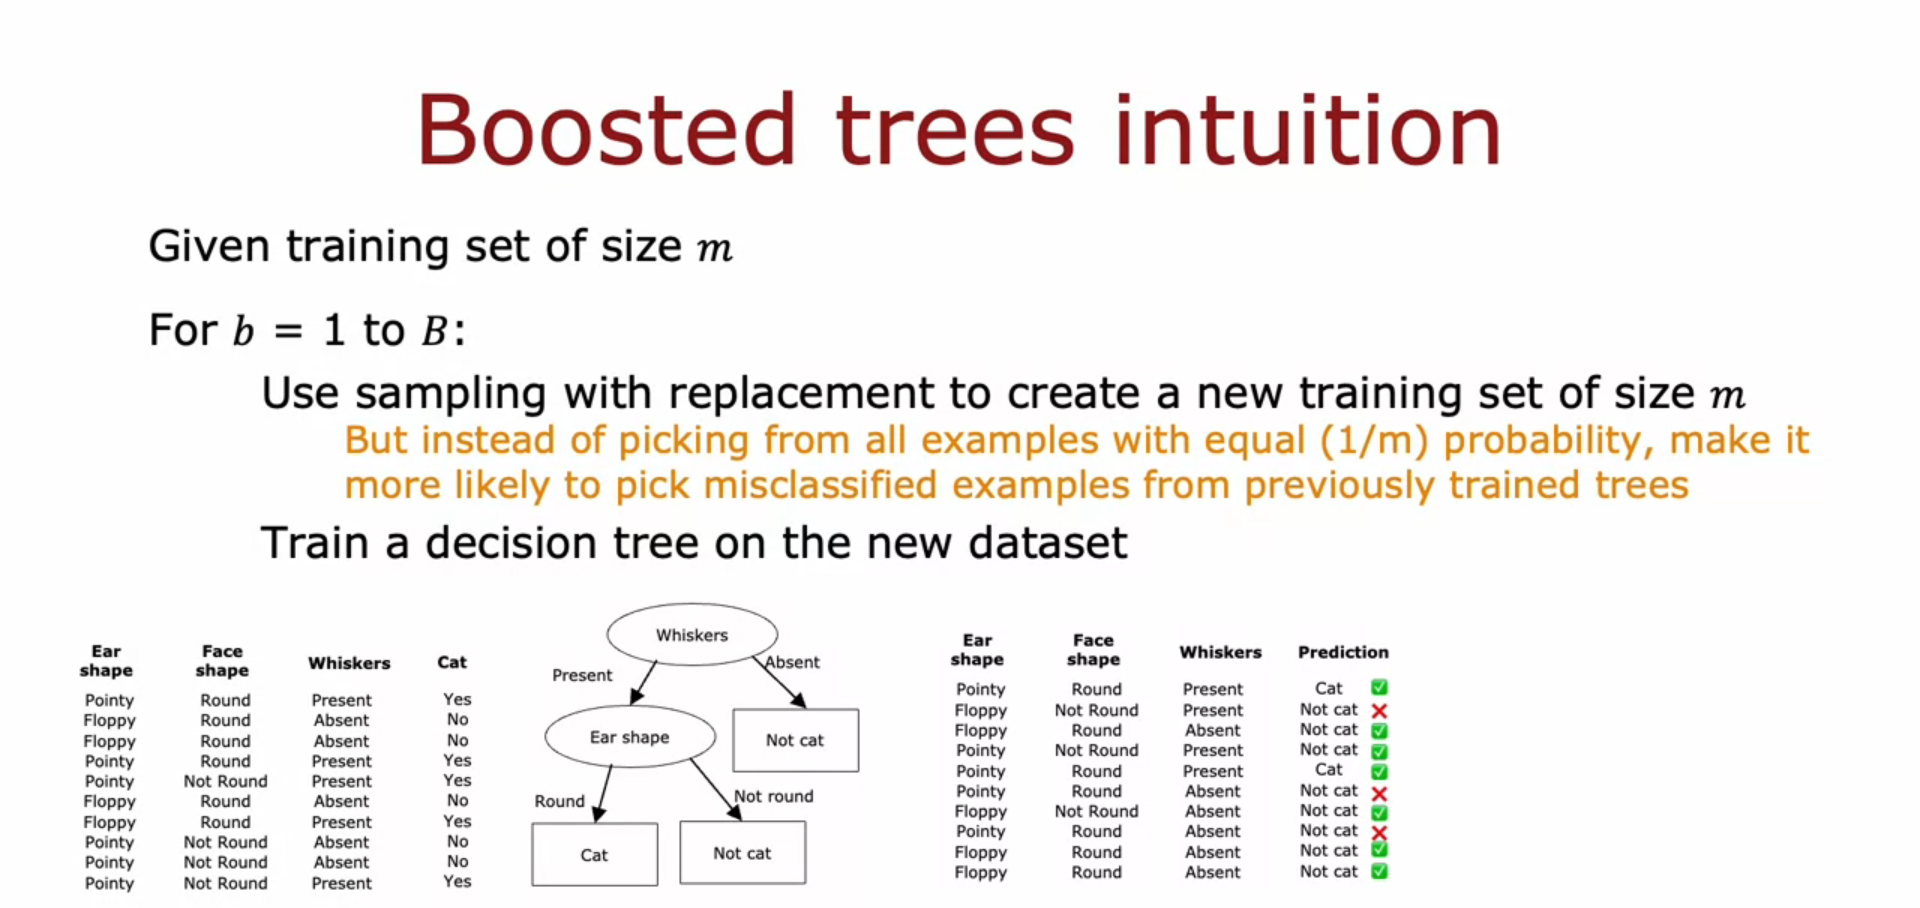 Boosted trees intuition
Given training set of size m
For b = 1 to B:
Use sampling with replacement to create a new training set of size m
But instead of picking from all examples with equal (1/m) probability, make it
more likely to pick misclassified examples from previously trained trees
Train a decision tree on the new dataset
Ear shape Face shape Whiskers Cat
Pointy Round Present Yes
Floppy Round Absent No
Floppy Round Absent No
Pointy Round Present Yes
Pointy Not Round Present Yes
Floppy Round Absent No
Floppy Round Present Yes
Pointy Not Round Absent No
Pointy Not Round Absent No
Pointy Not Round Present Yes
Whiskers
Present
Absent
Ear shape
Not cat
Round
Not round
Cat
Not cat
Ear shape Face shape Whiskers Prediction
Pointy Round Present Cat ✅
Floppy Not Round Present Not cat ❌
Floppy Round Absent Not cat ✅
Pointy Not Round Present Not cat ✅
Pointy Round Present Cat ✅
Pointy Round Absent Not cat ❌
Floppy Not Round Absent Not cat ✅
Pointy Round Absent Not cat ❌
Floppy Round Absent Not cat ✅
Floppy Round Absent Not cat ✅